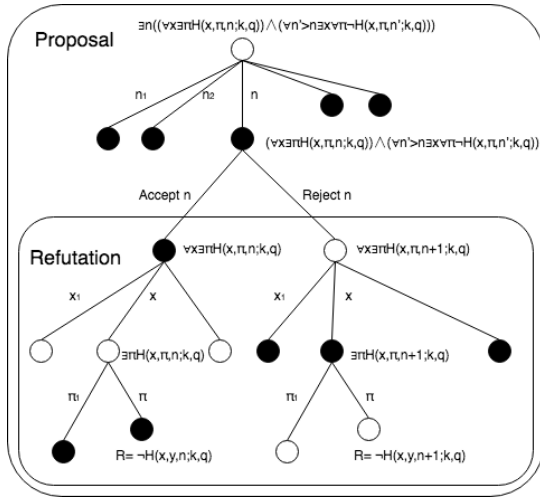 ∃n((∀x∃πH(x,π,n;k,q))∧(∀n'>n∃x∀π¬H(x,π,n';k,q)))
Proposal
n₁ n₂ n
(∀x∃πH(x,π,n;k,q))∧(∀n'>n∃x∀π¬H(x,π,n';k,q))
Accept n Reject n
Refutation ∀x∃πH(x,π,n;k,q) ∀x∃πH(x,π,n+1;k,q)
x₁ x x₁ x
∃πH(x,π,n;k,q) ∃πH(x,π,n+1;k,q)
π₁ π π₁ π
R= ¬H(x,y,n;k,q) R= ¬H(x,y,n+1;k,q)